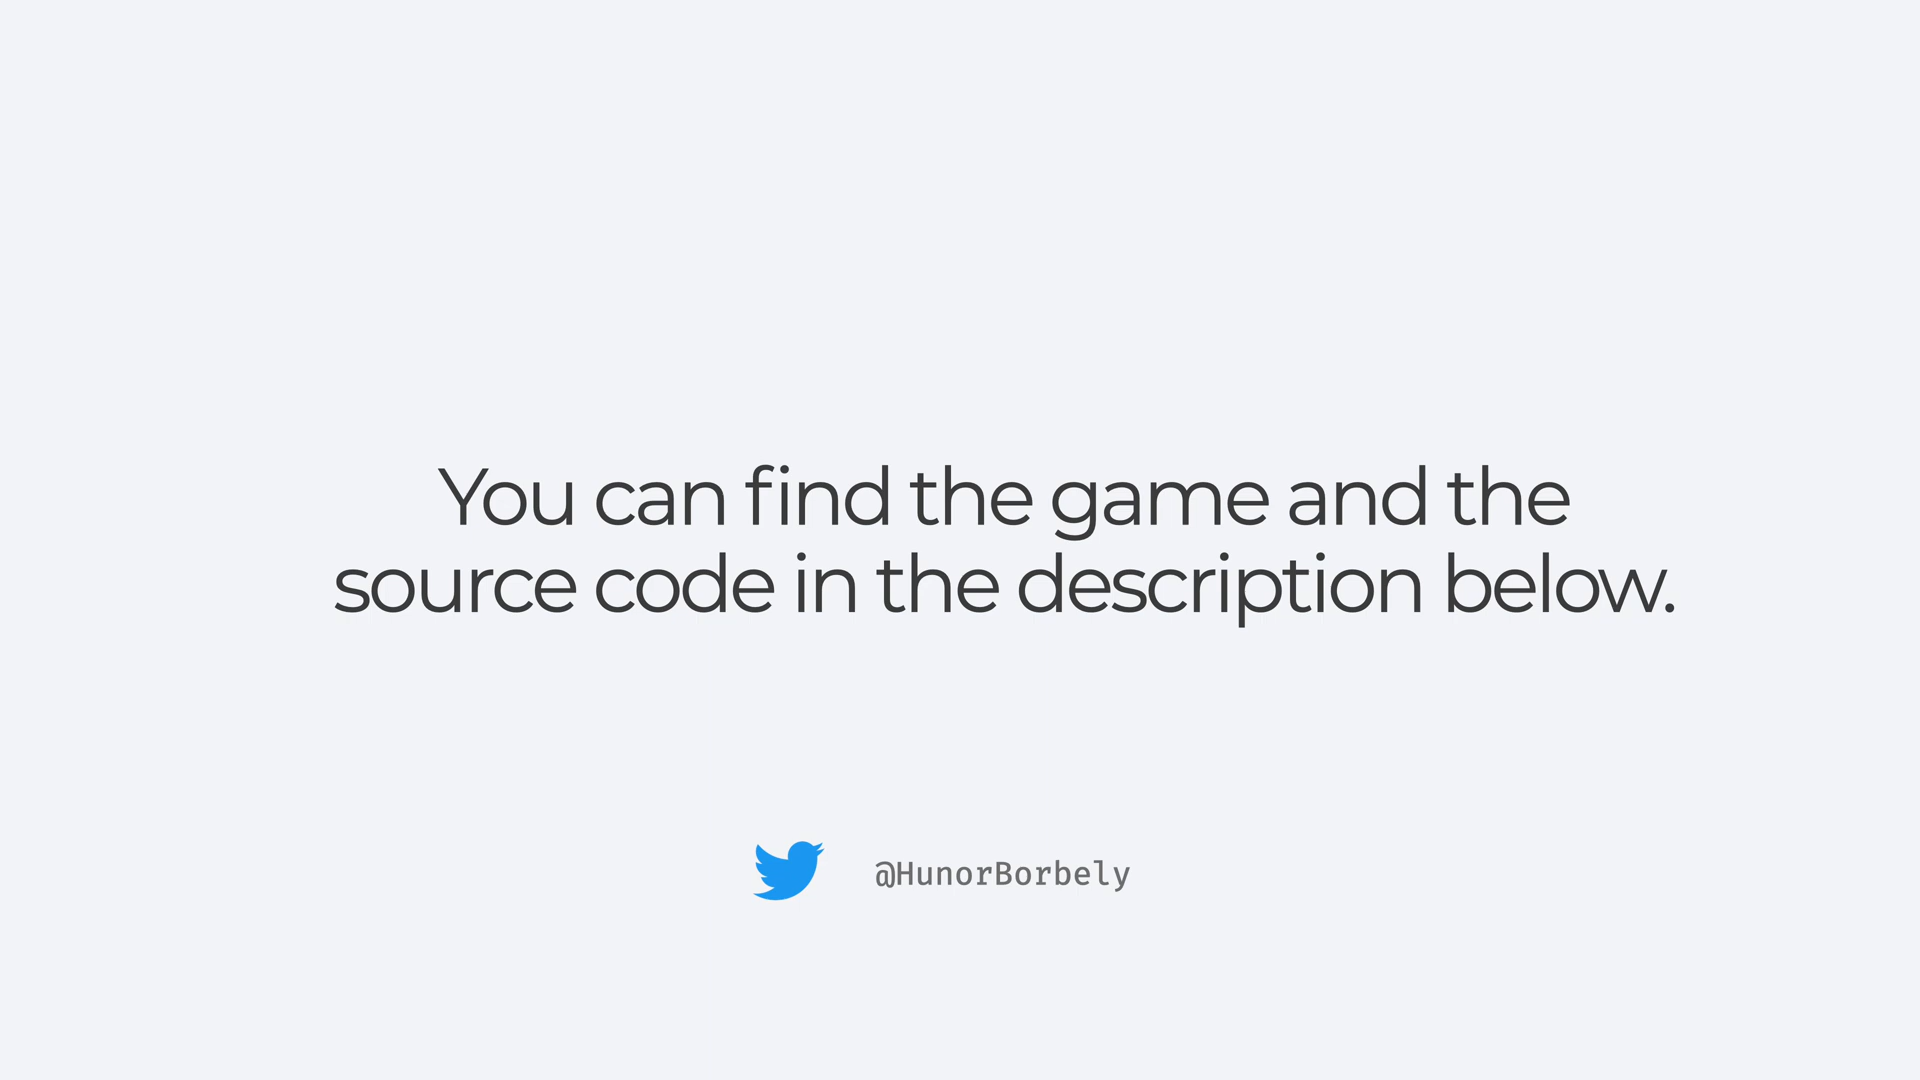 You can find the game and the
source code in the description below.
@HunorBorbely